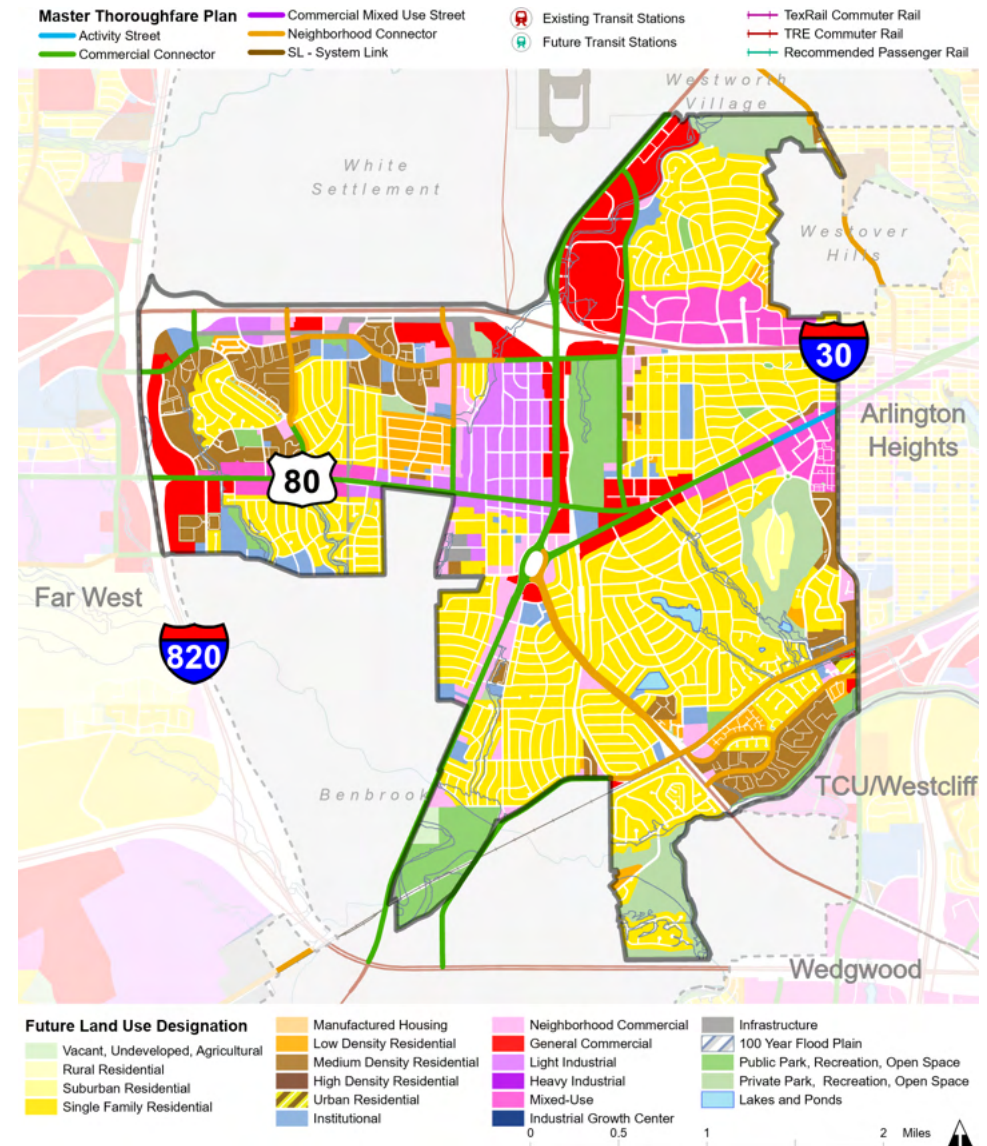 Master Thoroughfare Plan
Activity Street
Commercial Connector
Commercial Mixed Use Street
Neighborhood Connector
SL - System Link
Existing Transit Stations
Future Transit Stations
TexRail Commuter Rail
TRE Commuter Rail
Recommended Passenger Rail
Westworth
Village
White
Settlement
Westover
Hills
30
Arlington
Heights
80
Far West
820
Benbrook
TCU/Westcliff
Wedgwood
Future Land Use Designation
Vacant, Undeveloped, Agricultural
Rural Residential
Suburban Residential
Single Family Residential
Manufactured Housing
Low Density Residential
Medium Density Residential
High Density Residential
Urban Residential
Institutional
Neighborhood Commercial
General Commercial
Light Industrial
Heavy Industrial
Mixed-Use
Industrial Growth Center
Infrastructure
100 Year Flood Plain
Public Park, Recreation, Open Space
Private Park, Recreation, Open Space
Lakes and Ponds
0 0.5 1 2 Miles